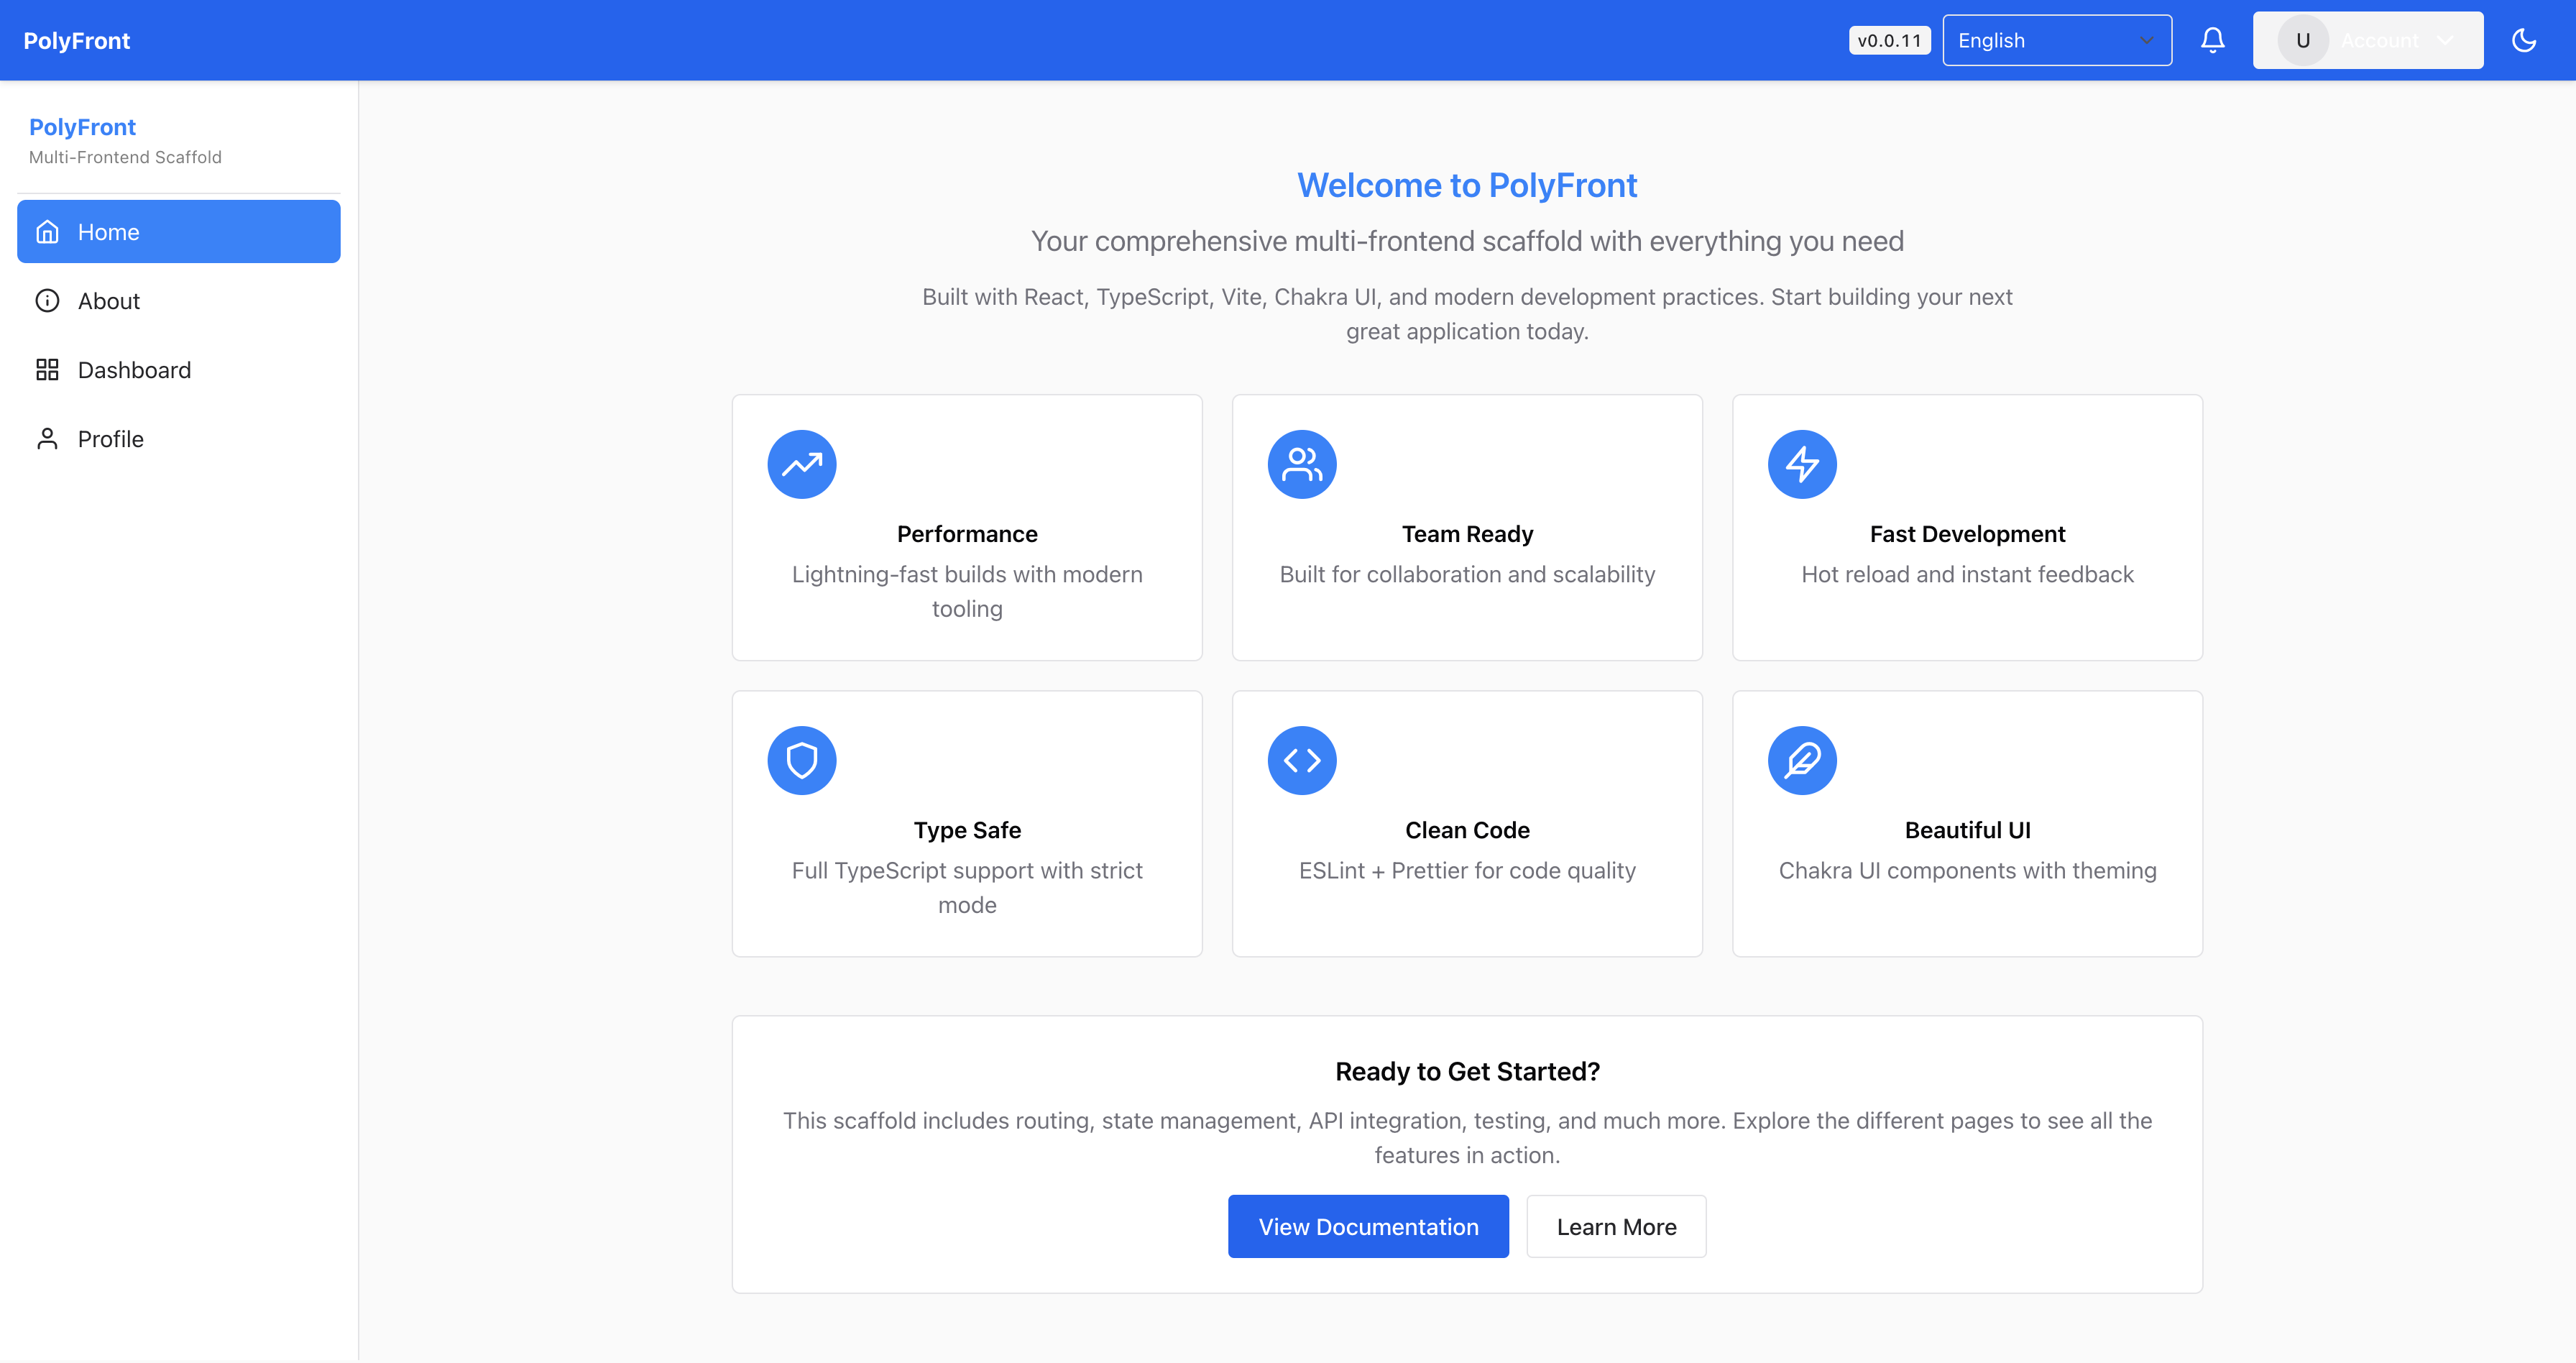 PolyFront
v0.0.11
English
U
Account
PolyFront
Multi-Frontend Scaffold
Home
About
Dashboard
Profile
Welcome to PolyFront
Your comprehensive multi-frontend scaffold with everything you need
Built with React, TypeScript, Vite, Chakra UI, and modern development practices. Start building your next
great application today.
Performance
Lightning-fast builds with modern
tooling
Team Ready
Built for collaboration and scalability
Fast Development
Hot reload and instant feedback
Type Safe
Full TypeScript support with strict
mode
Clean Code
ESLint + Prettier for code quality
Beautiful UI
Chakra UI components with theming
Ready to Get Started?
This scaffold includes routing, state management, API integration, testing, and much more. Explore the different pages to see all the
features in action.
View Documentation
Learn More